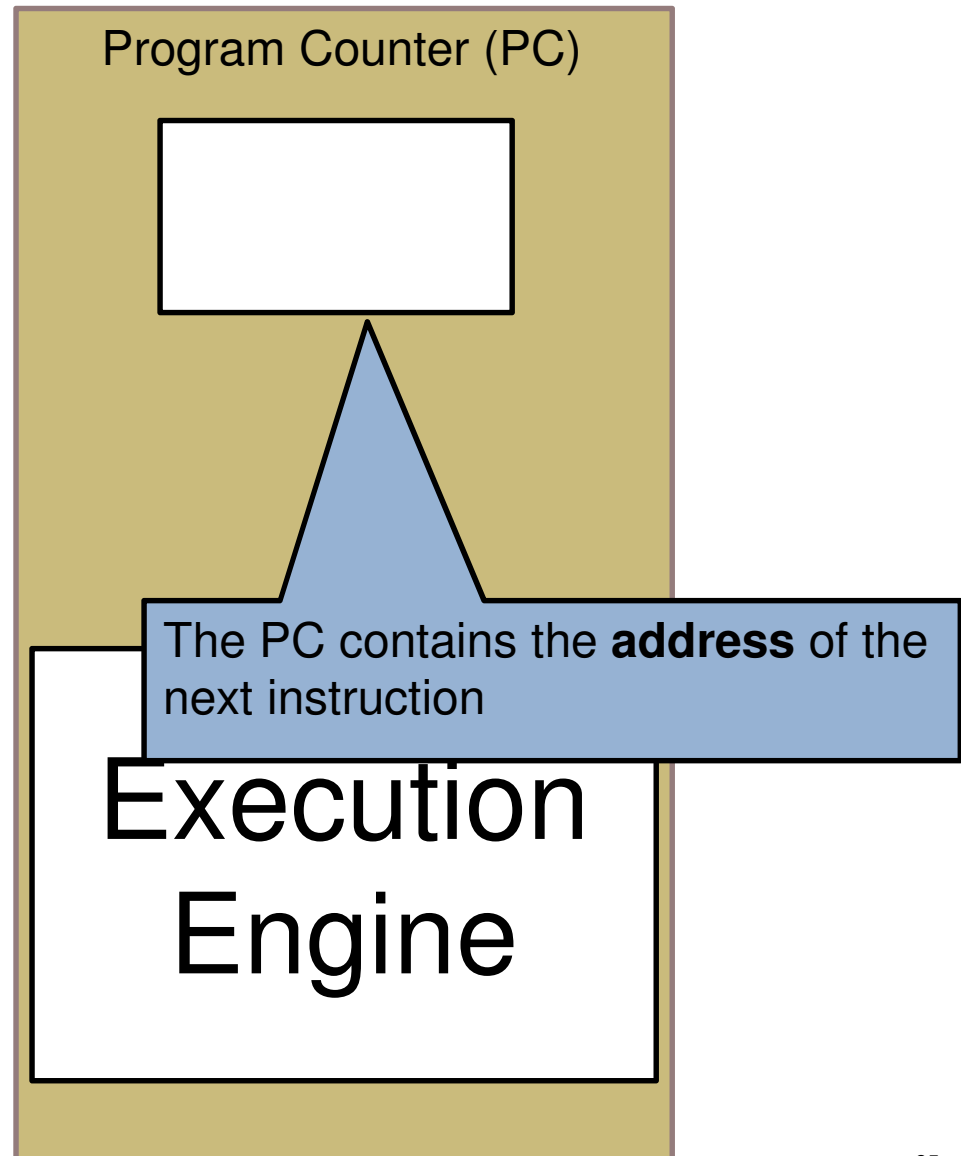 Program Counter (PC)
The PC contains the address of the
next instruction
Execution
Engine